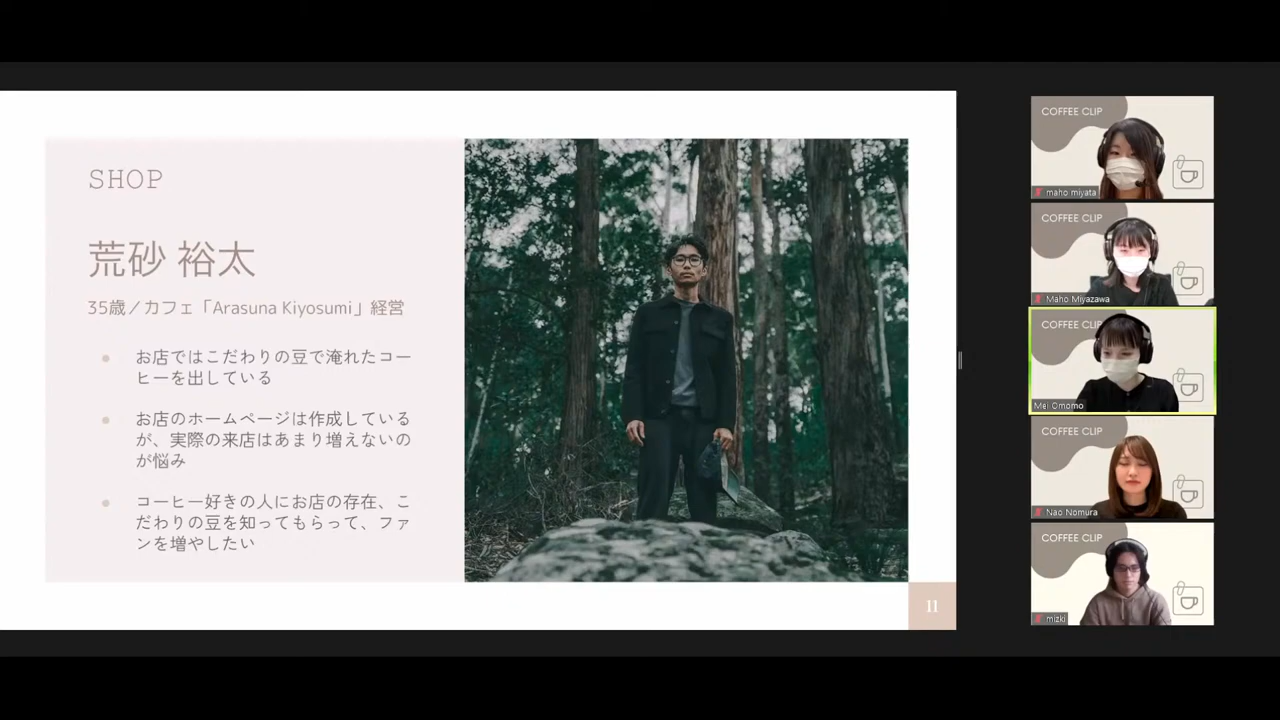 SHOP
荒砂 裕太
35歳／カフェ「Arasuna Kiyosumi」経営
お店ではこだわりの豆で淹れたコー
ヒーを出している
お店のホームページは作成している
が、実際の来店はあまり増えないの
が悩み
コーヒー好きの人にお店の存在、こ
だわりの豆を知ってもらって、ファ
ンを増やしたい
11
COFFEE CLIP
maho miyata
COFFEE CLIP
Maho Miyazawa
COFFEE CLIP
Mei Omomo
COFFEE CLIP
Nao Nomura
COFFEE CLIP
mizki